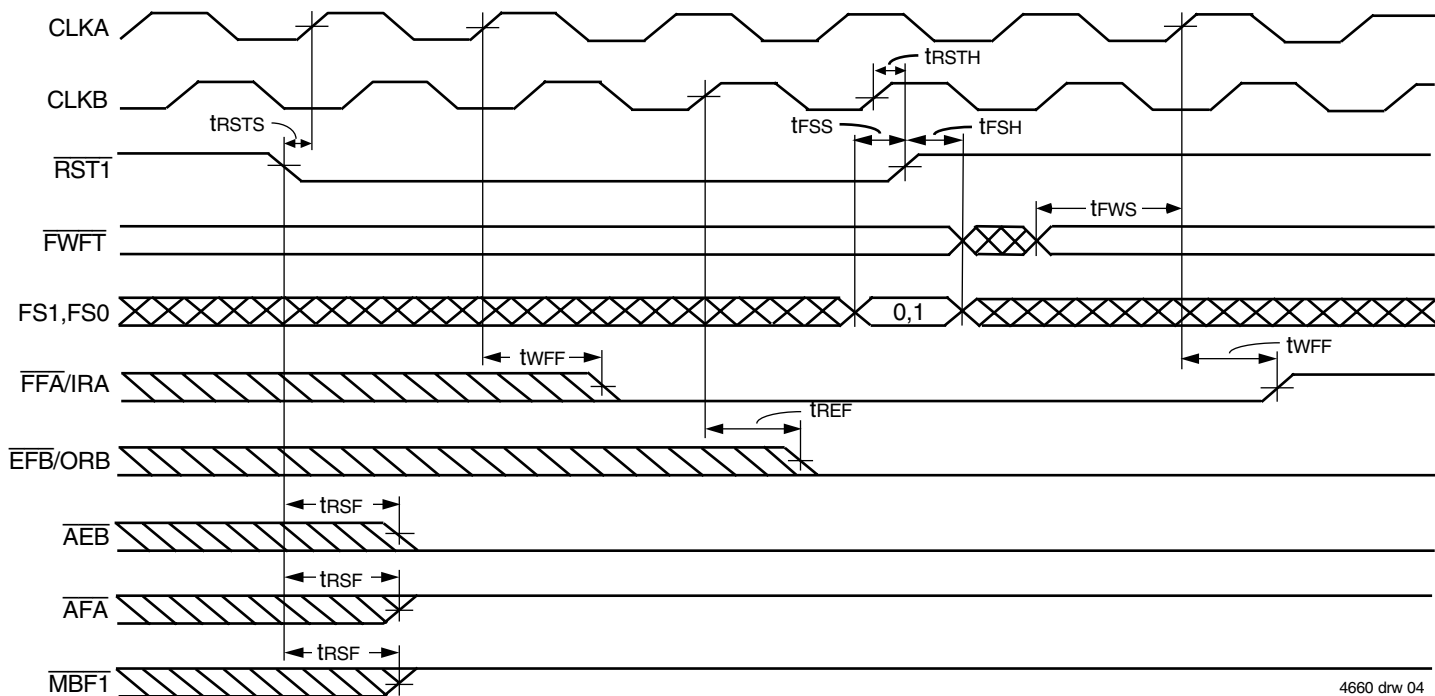 CLKA
tRSTH
CLKB
tRSTS
tFSS
tFSH
RST1
tFWS
FWFT
FS1,FS0
0,1
tWFF
tWFF
FFA/IRA
tREF
EFB/ORB
tRSF
AEB
tRSF
AFA
tRSF
MBF1
4660 drw 04